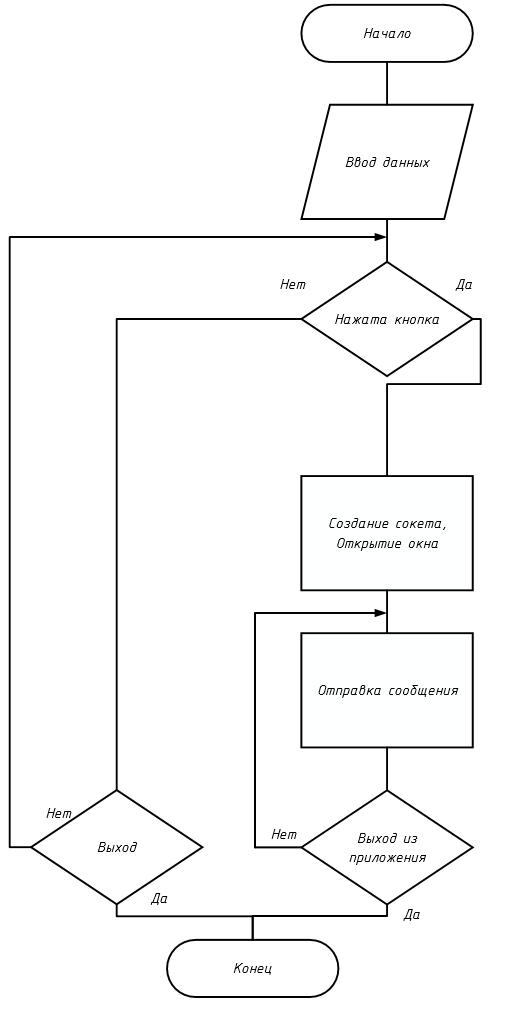 Начало
Ввод данных
Нет
Да
Нажата кнопка
Создание сокета,
Открытие окна
Отправка сообщения
Нет
Выход
Да
Нет
Выход из
приложения
Да
Конец